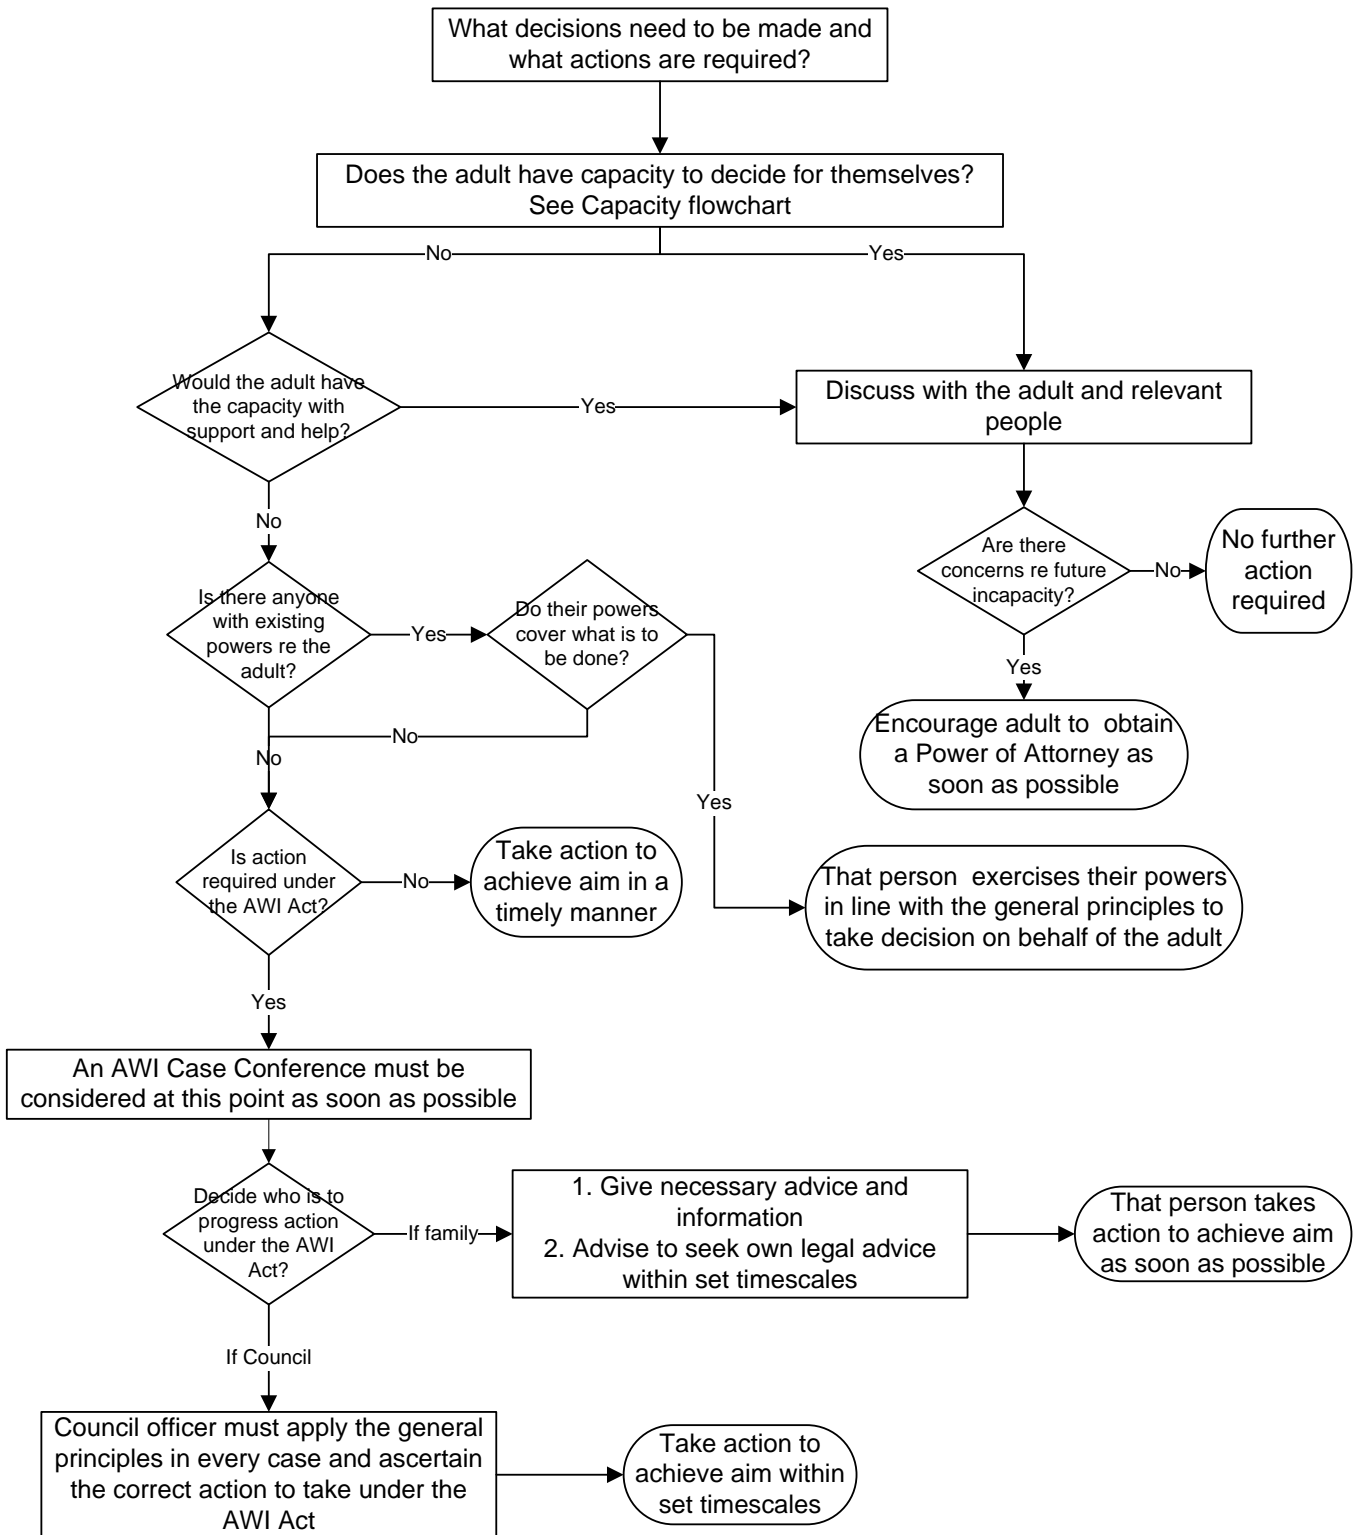 What decisions need to be made and
what actions are required?
Does the adult have capacity to decide for themselves?
See Capacity flowchart
No
Yes
Would the adult have
the capacity with
support and help?
Yes
Discuss with the adult and relevant
people
No
Are there
concerns re future
incapacity?
No
No further
action
required
Is there anyone
with existing
powers re the
adult?
Yes
Do their powers
cover what is to
be done?
Yes
Encourage adult to obtain
a Power of Attorney as
soon as possible
No
No
Yes
Is action
required under
the AWI Act?
No
Take action to
achieve aim in a
timely manner
That person exercises their powers
in line with the general principles to
take decision on behalf of the adult
Yes
An AWI Case Conference must be
considered at this point as soon as possible
Decide who is to
progress action
under the AWI
Act?
If family
1. Give necessary advice and
information
2. Advise to seek own legal advice
within set timescales
That person takes
action to achieve aim
as soon as possible
If Council
Council officer must apply the general
principles in every case and ascertain
the correct action to take under the
AWI Act
Take action to
achieve aim within
set timescales